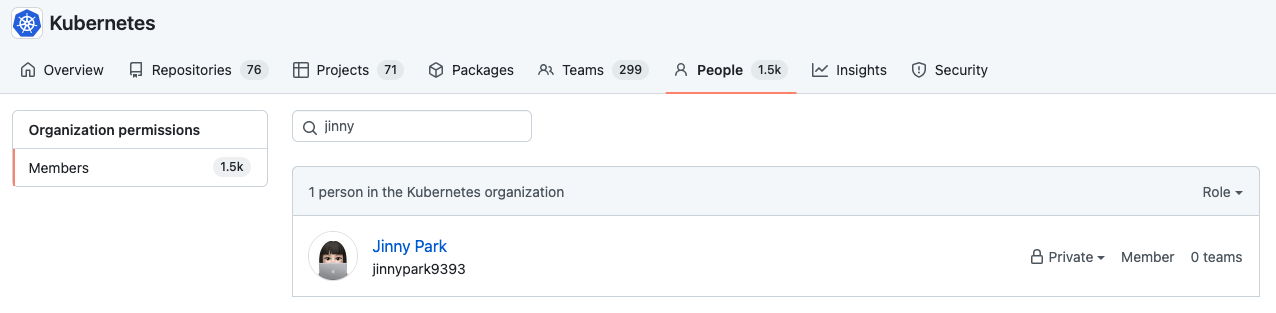 Kubernetes
Overview Repositories 76 Projects 71 Packages Teams 299 People 1.5k Insights Security
Organization permissions
Members 1.5k
jinny
1 person in the Kubernetes organization Role
Jinny Park
jinnypark9393
Private Member 0 teams